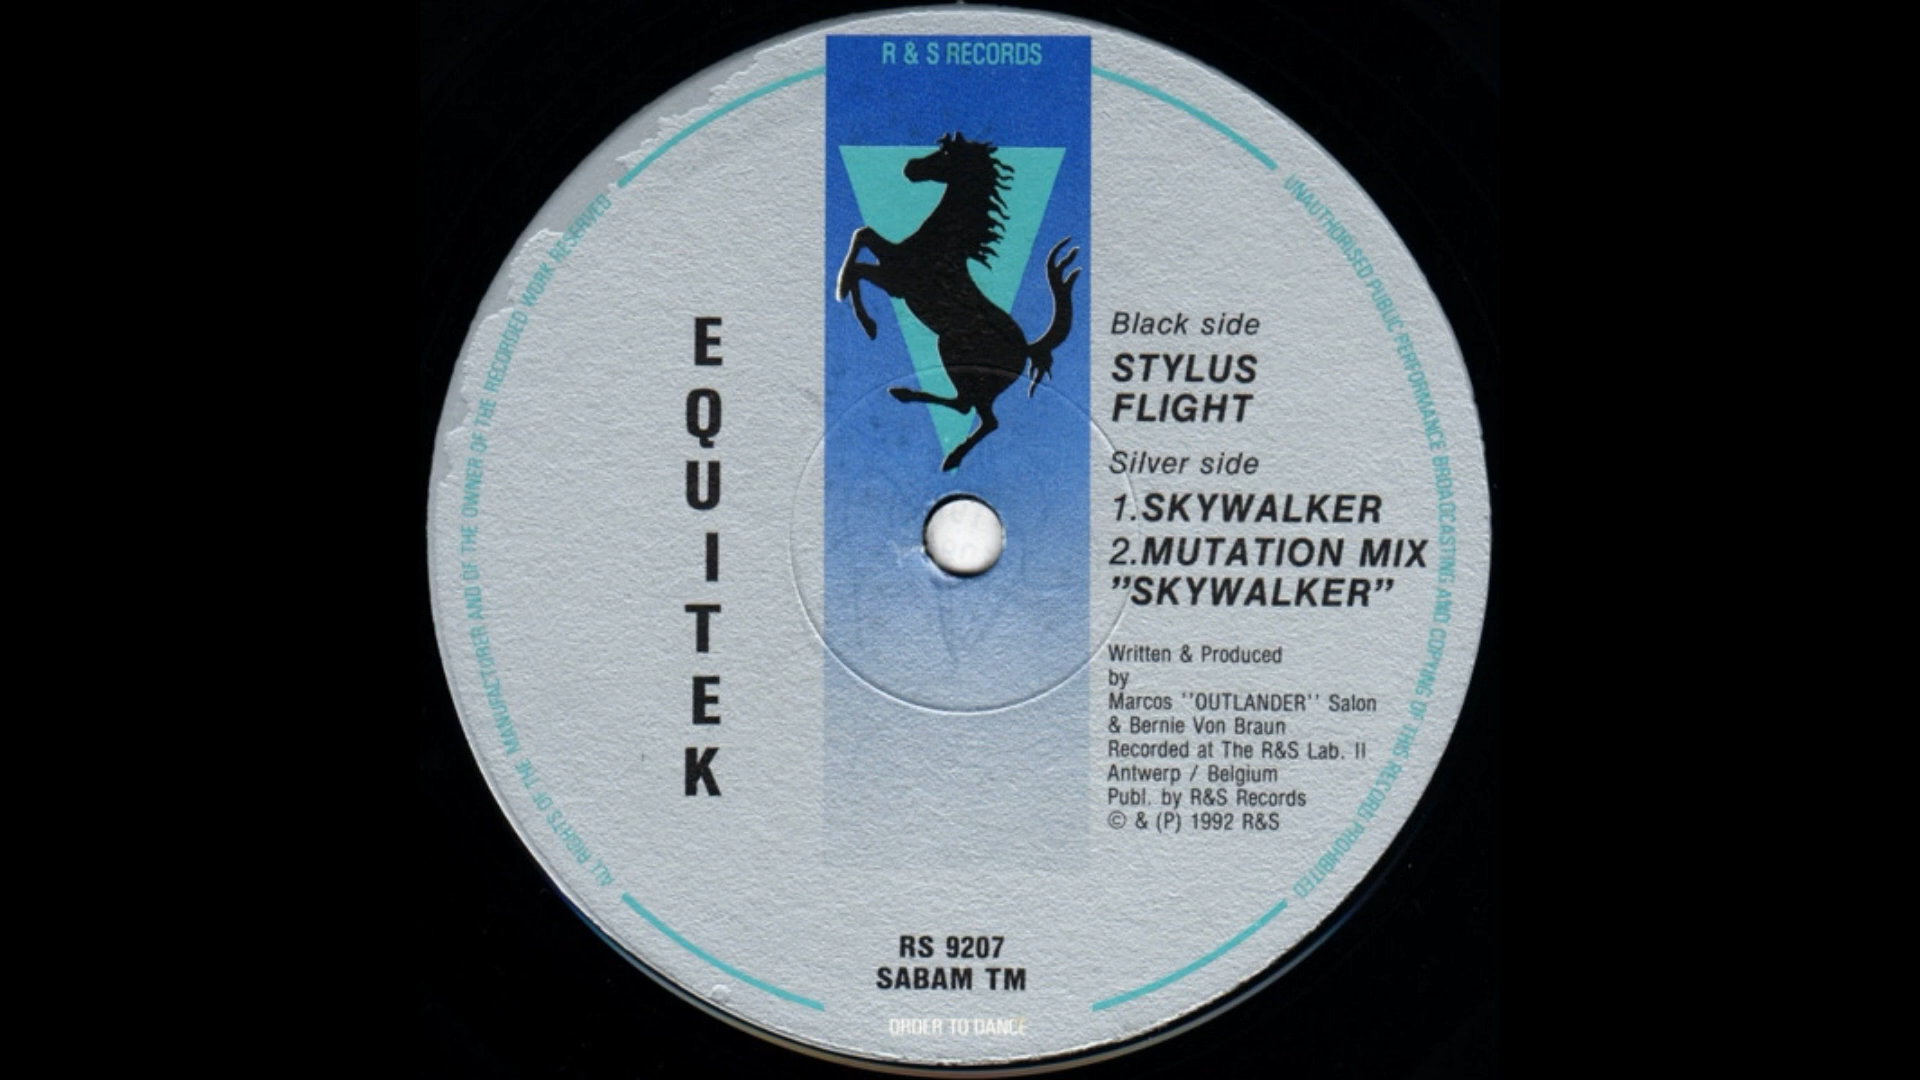 R & S RECORDS
EQUITEK
Black side
STYLUS
FLIGHT
Silver side
1.SKYWALKER
2.MUTATION MIX
"SKYWALKER"
Written & Produced
by
Marcos "OUTLANDER" Salon
& Bernie Von Braun
Recorded at The R&S Lab. II
Antwerp / Belgium
Publ. by R&S Records
© & (P) 1992 R&S
RS 9207
SABAM TM
ORDER TO DANCE
ALL RIGHTS OF THE MANUFACTURER AND OF THE OWNER OF THE RECORDED WORK RESERVED
UNAUTHORISED PUBLIC PERFORMANCE BROADCASTING AND COPYING OF THIS RECORD PROHIBITED